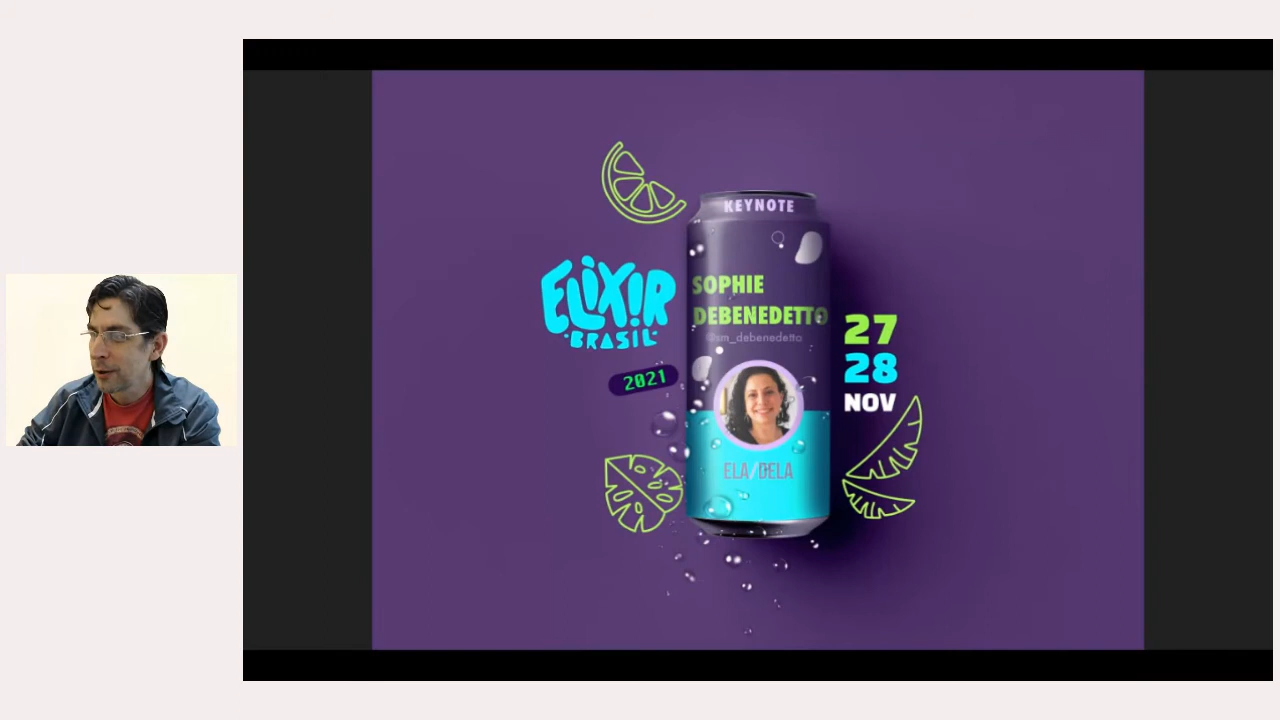 KEYNOTE
SOPHIE
DEBENEDETTO
@sm_debenedetto
ELIXIR
BRASIL
2021
27
28
NOV
ELA/DELA